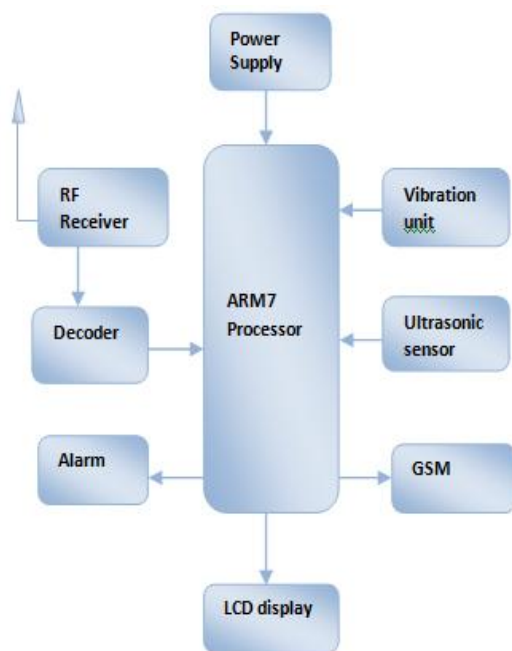 Power
Supply
RF
Receiver
Vibration
unit
ARM7
Processor
Decoder
Ultrasonic
sensor
Alarm
GSM
LCD display